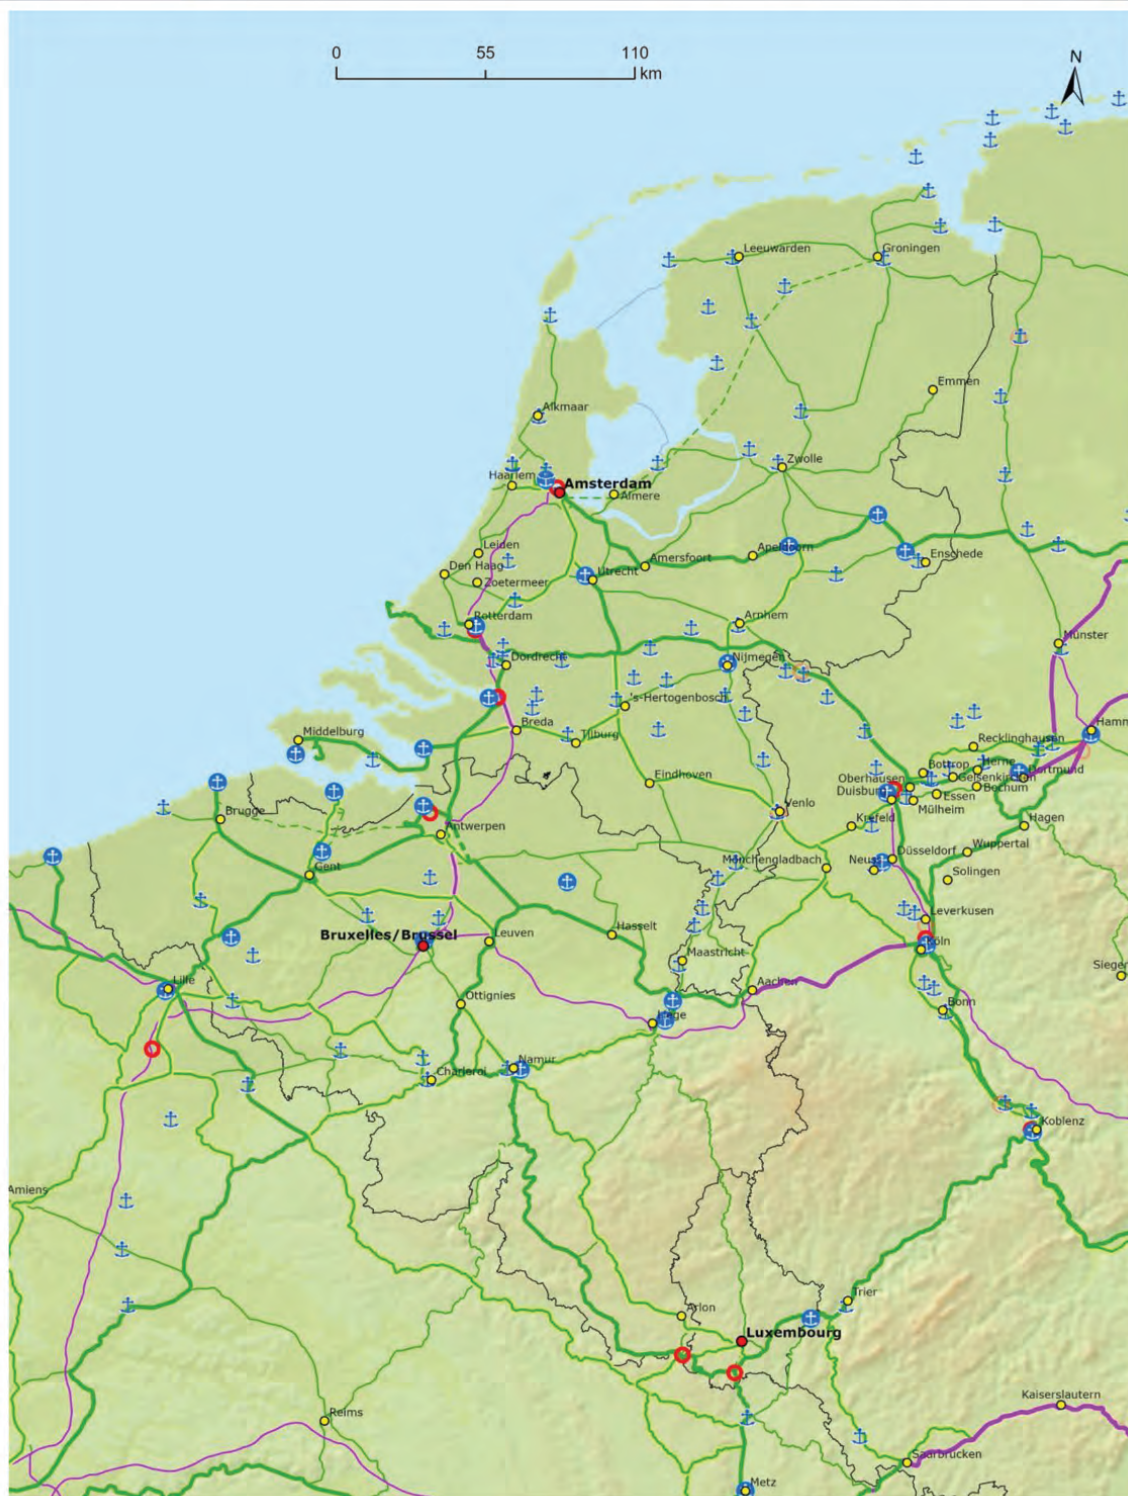 0 55 110
km
N
Leeuwarden
Groningen
Emmen
Alkmaar
Zwolle
Haarlem
Amsterdam
Almere
Leiden
Apeldoorn
Enschede
Amersfoort
Den Haag
Utrecht
Zoetermeer
Rotterdam
Arnhem
Münster
Dordrecht
Nijmegen
's-Hertogenbosch
Middelburg
Breda
Tilburg
Hamm
Recklinghausen
Bottrop
Herne
Oberhausen
Gelsenkirchen
Dortmund
Eindhoven
Bochum
Duisburg
Essen
Venlo
Mülheim
Brugge
Krefeld
Hagen
Antwerpen
Wuppertal
Mönchengladbach
Neuss
Düsseldorf
Gent
Solingen
Leverkusen
Bruxelles/Brussel
Leuven
Hasselt
Köln
Maastricht
Siegen
Lille
Aachen
Ottignies
Bonn
Liège
Namur
Charleroi
Koblenz
Amiens
Trier
Arlon
Luxembourg
Kaiserslautern
Reims
Saarbrücken
Metz